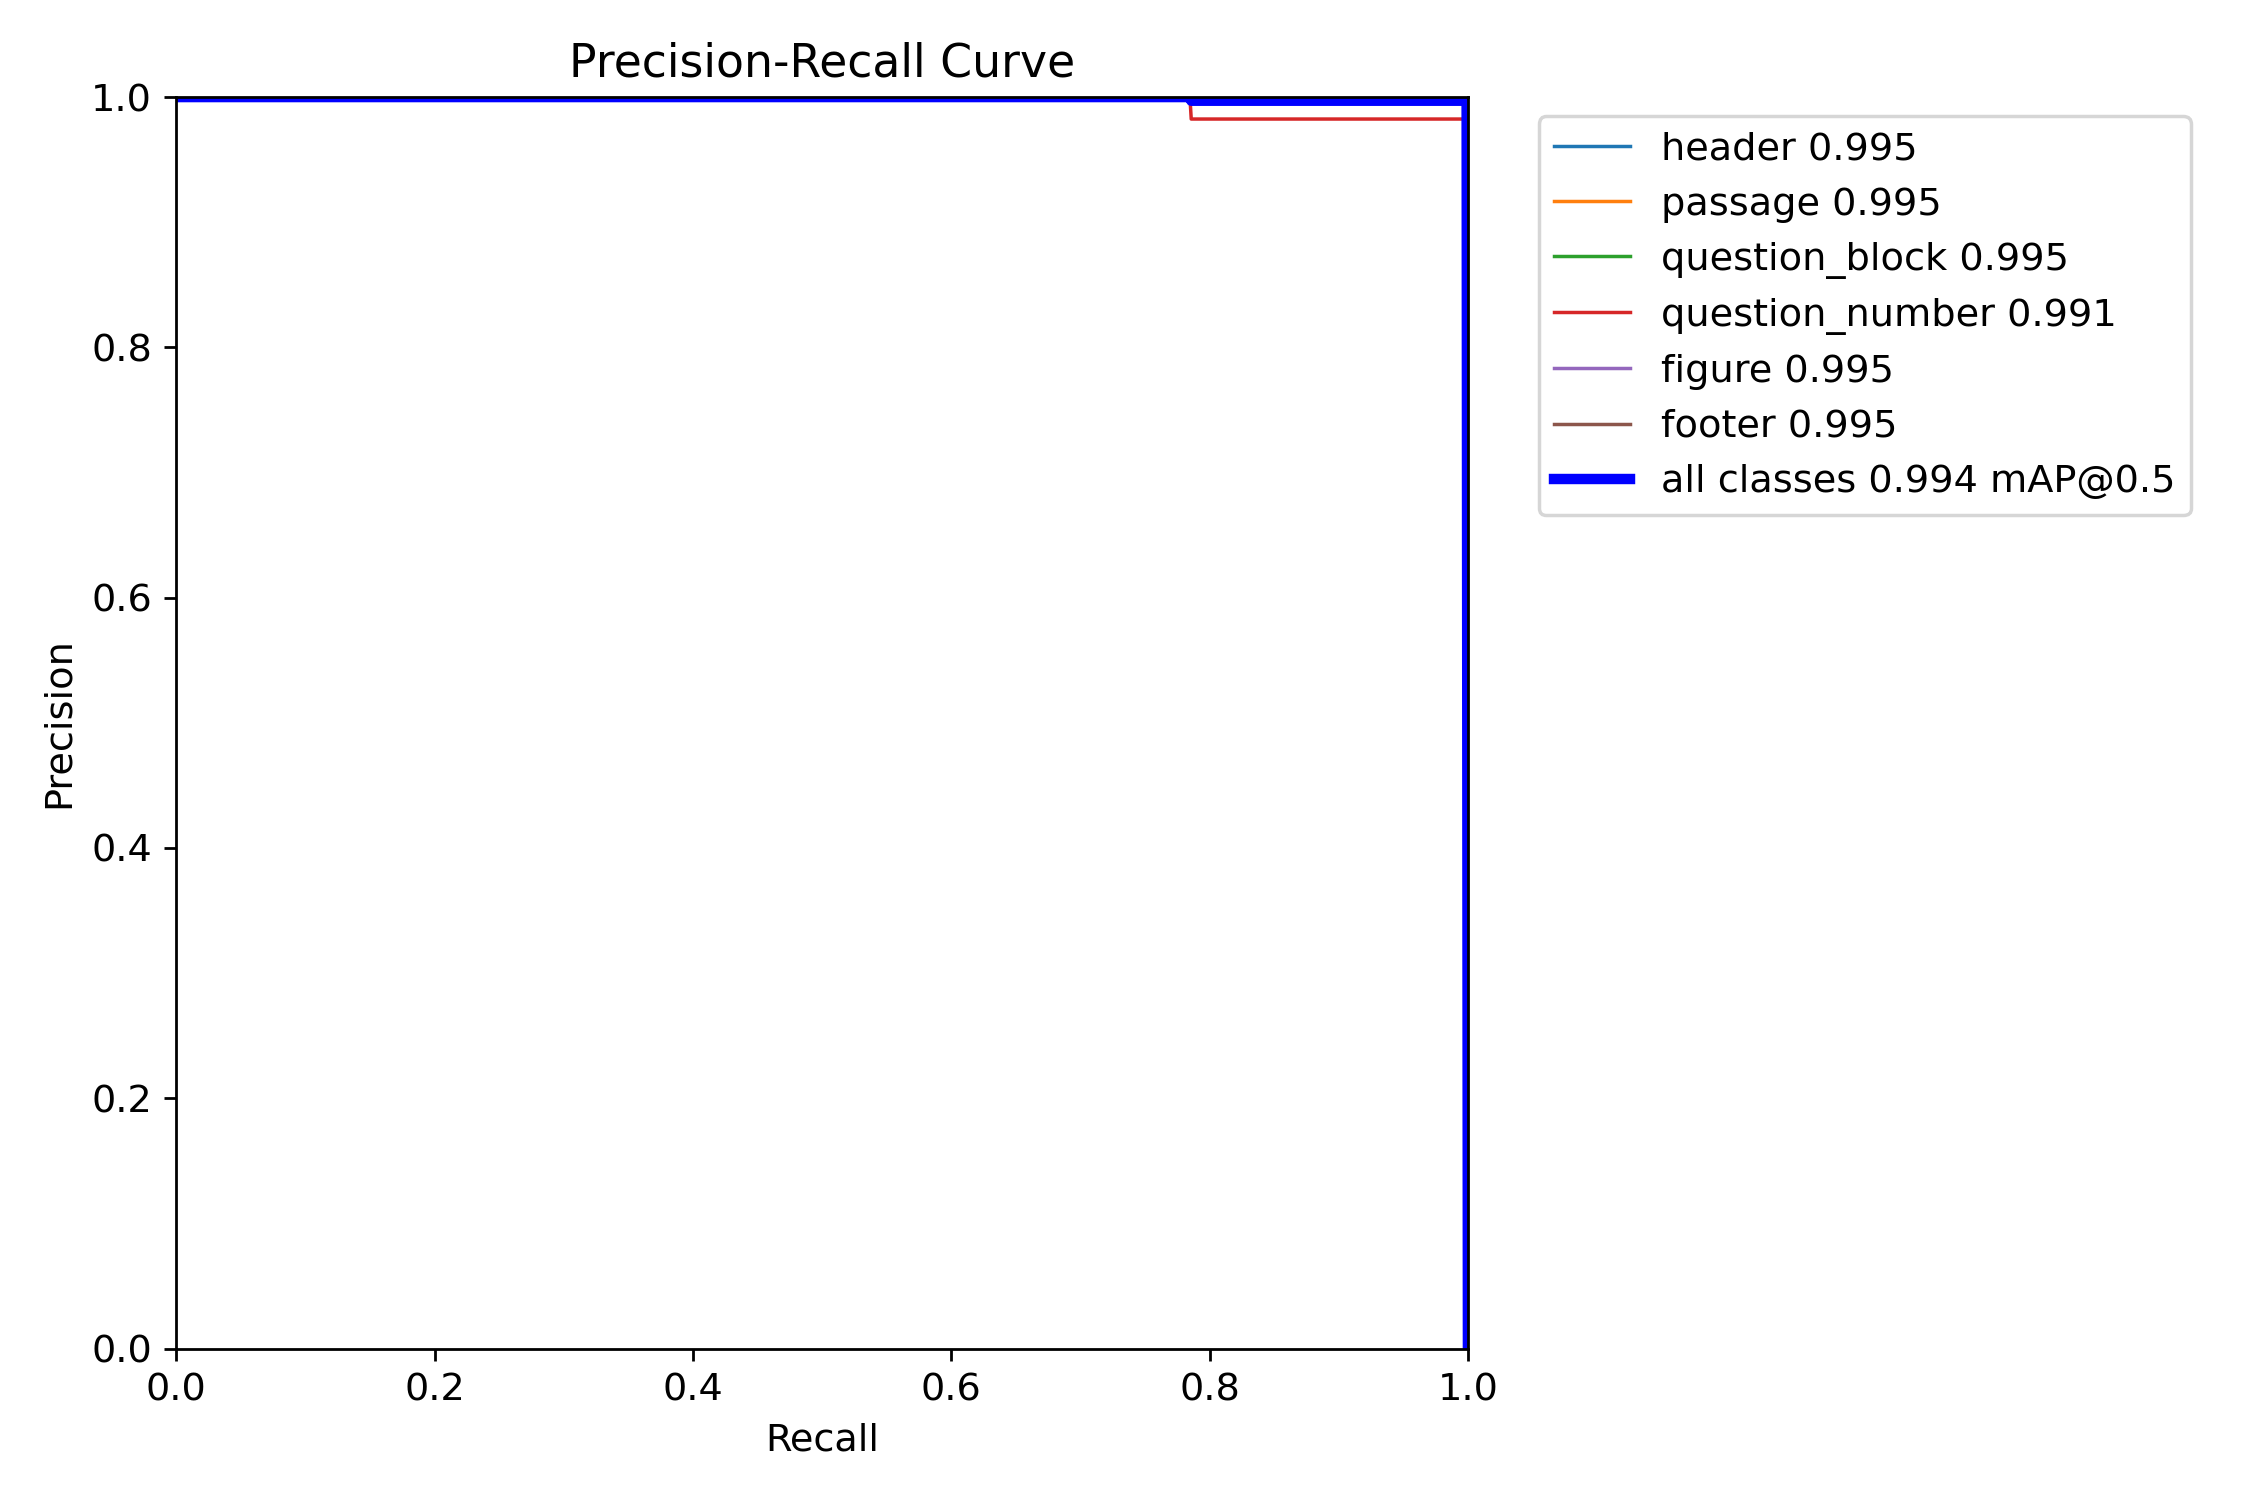 Precision-Recall Curve
1.0
0.8
0.6
0.4
0.2
0.0
Precision
0.0 0.2 0.4 0.6 0.8 1.0
Recall
header 0.995
passage 0.995
question_block 0.995
question_number 0.991
figure 0.995
footer 0.995
all classes 0.994 mAP@0.5